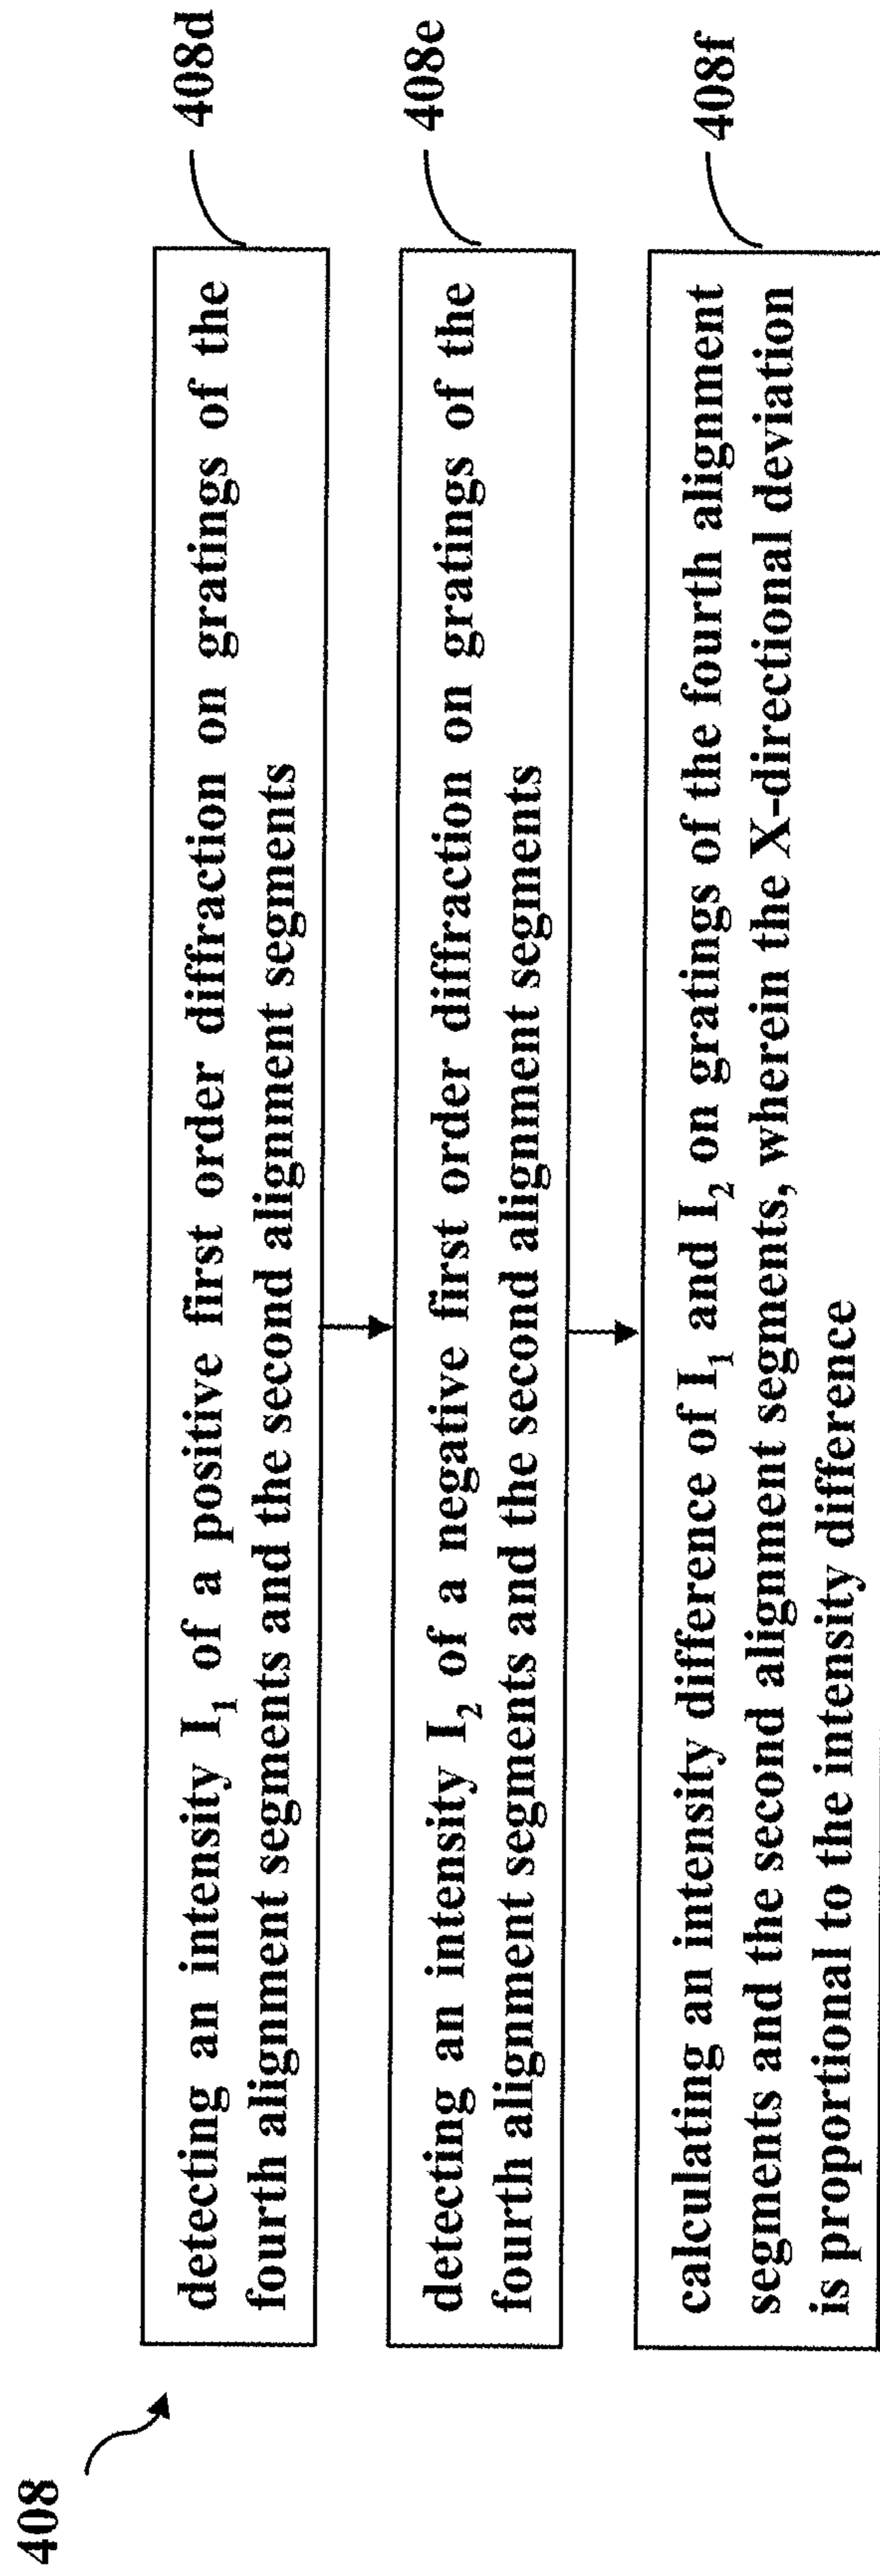 408
detecting an intensity I₁ of a positive first order diffraction on gratings of the
fourth alignment segments and the second alignment segments
408d
detecting an intensity I₂ of a negative first order diffraction on gratings of the
fourth alignment segments and the second alignment segments
408e
calculating an intensity difference of I₁ and I₂ on gratings of the fourth alignment
segments and the second alignment segments, wherein the X-directional deviation
is proportional to the intensity difference
408f